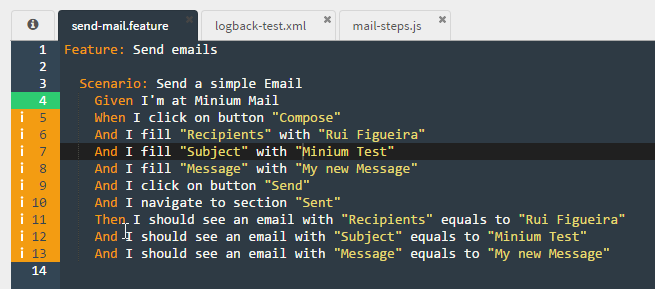 send-mail.feature logback-test.xml mail-steps.js
1 Feature: Send emails
2
3 Scenario: Send a simple Email
4 Given I'm at Minium Mail
5 When I click on button "Compose"
6 And I fill "Recipients" with "Rui Figueira"
7 And I fill "Subject" with "Minium Test"
8 And I fill "Message" with "My new Message"
9 And I click on button "Send"
10 And I navigate to section "Sent"
11 Then I should see an email with "Recipients" equals to "Rui Figueira"
12 And I should see an email with "Subject" equals to "Minium Test"
13 And I should see an email with "Message" equals to "My new Message"
14